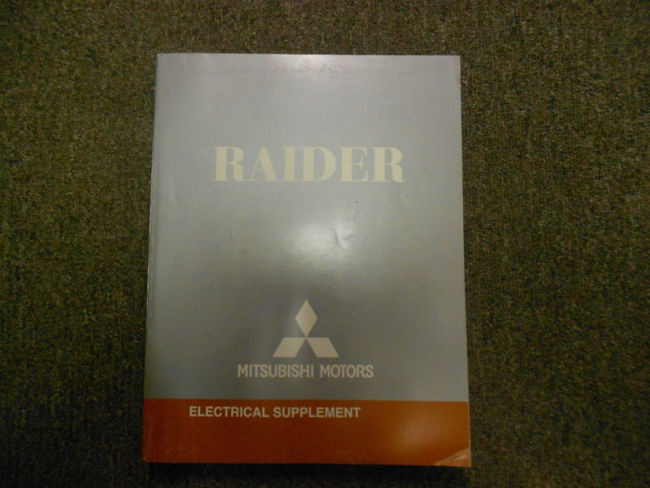 RAIDER
MITSUBISHI MOTORS
ELECTRICAL SUPPLEMENT